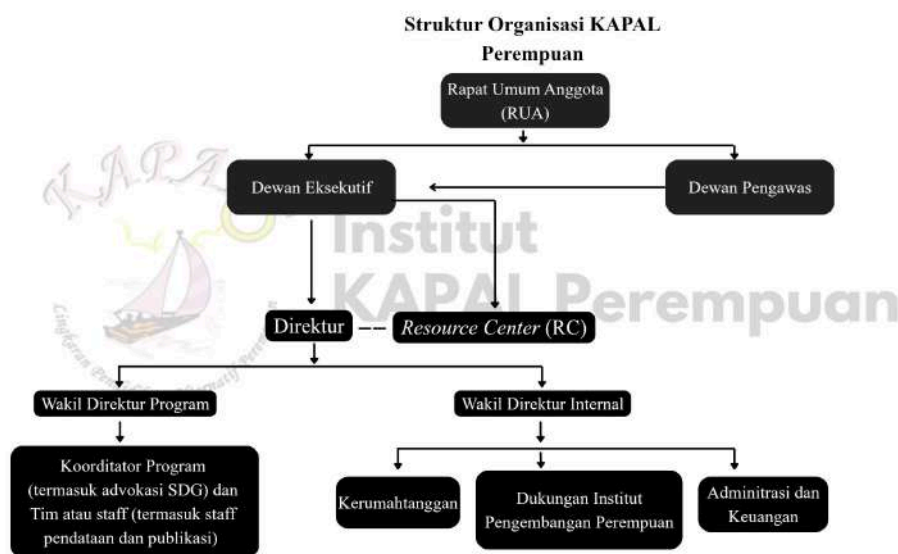 Struktur Organisasi KAPAL
Perempuan
Rapat Umum Anggota
(RUA)
Dewan Eksekutif
Dewan Pengawas
KAPAL
Institut
KAPAL Perempuan
Direktur
Resource Center (RC)
Wakil Direktur Program
Wakil Direktur Internal
Koorditator Program
(termasuk advokasi SDG) dan
Tim atau staff (termasuk staff
pendataan dan publikasi)
Kerumahtanggan
Dukungan Institut
Pengembangan Perempuan
Adminitrasi dan
Keuangan